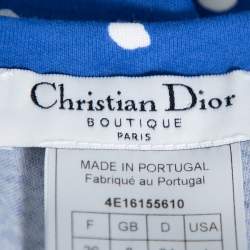 Christian Dior
BOUTIQUE
PARIS
MADE IN PORTUGAL
Fabriqué au Portugal
4E16155610
F GB D USA